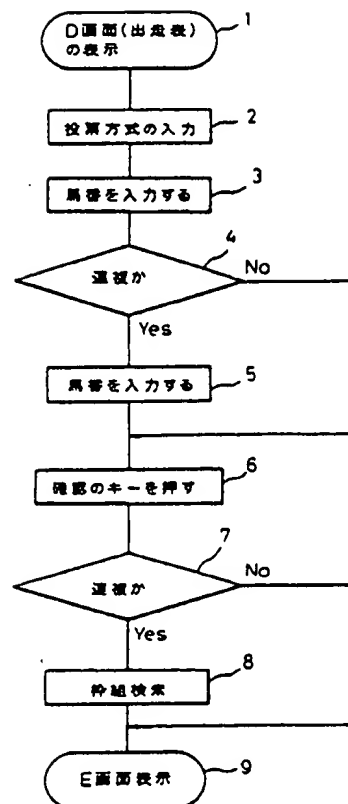 D画面(出走表) 1
の表示
投票方式の入力 2
馬番を入力する 3
連複か 4
No
Yes
馬番を入力する 5
確認のキーを押す 6
連複か 7
No
Yes
枠組検索 8
E画面表示 9